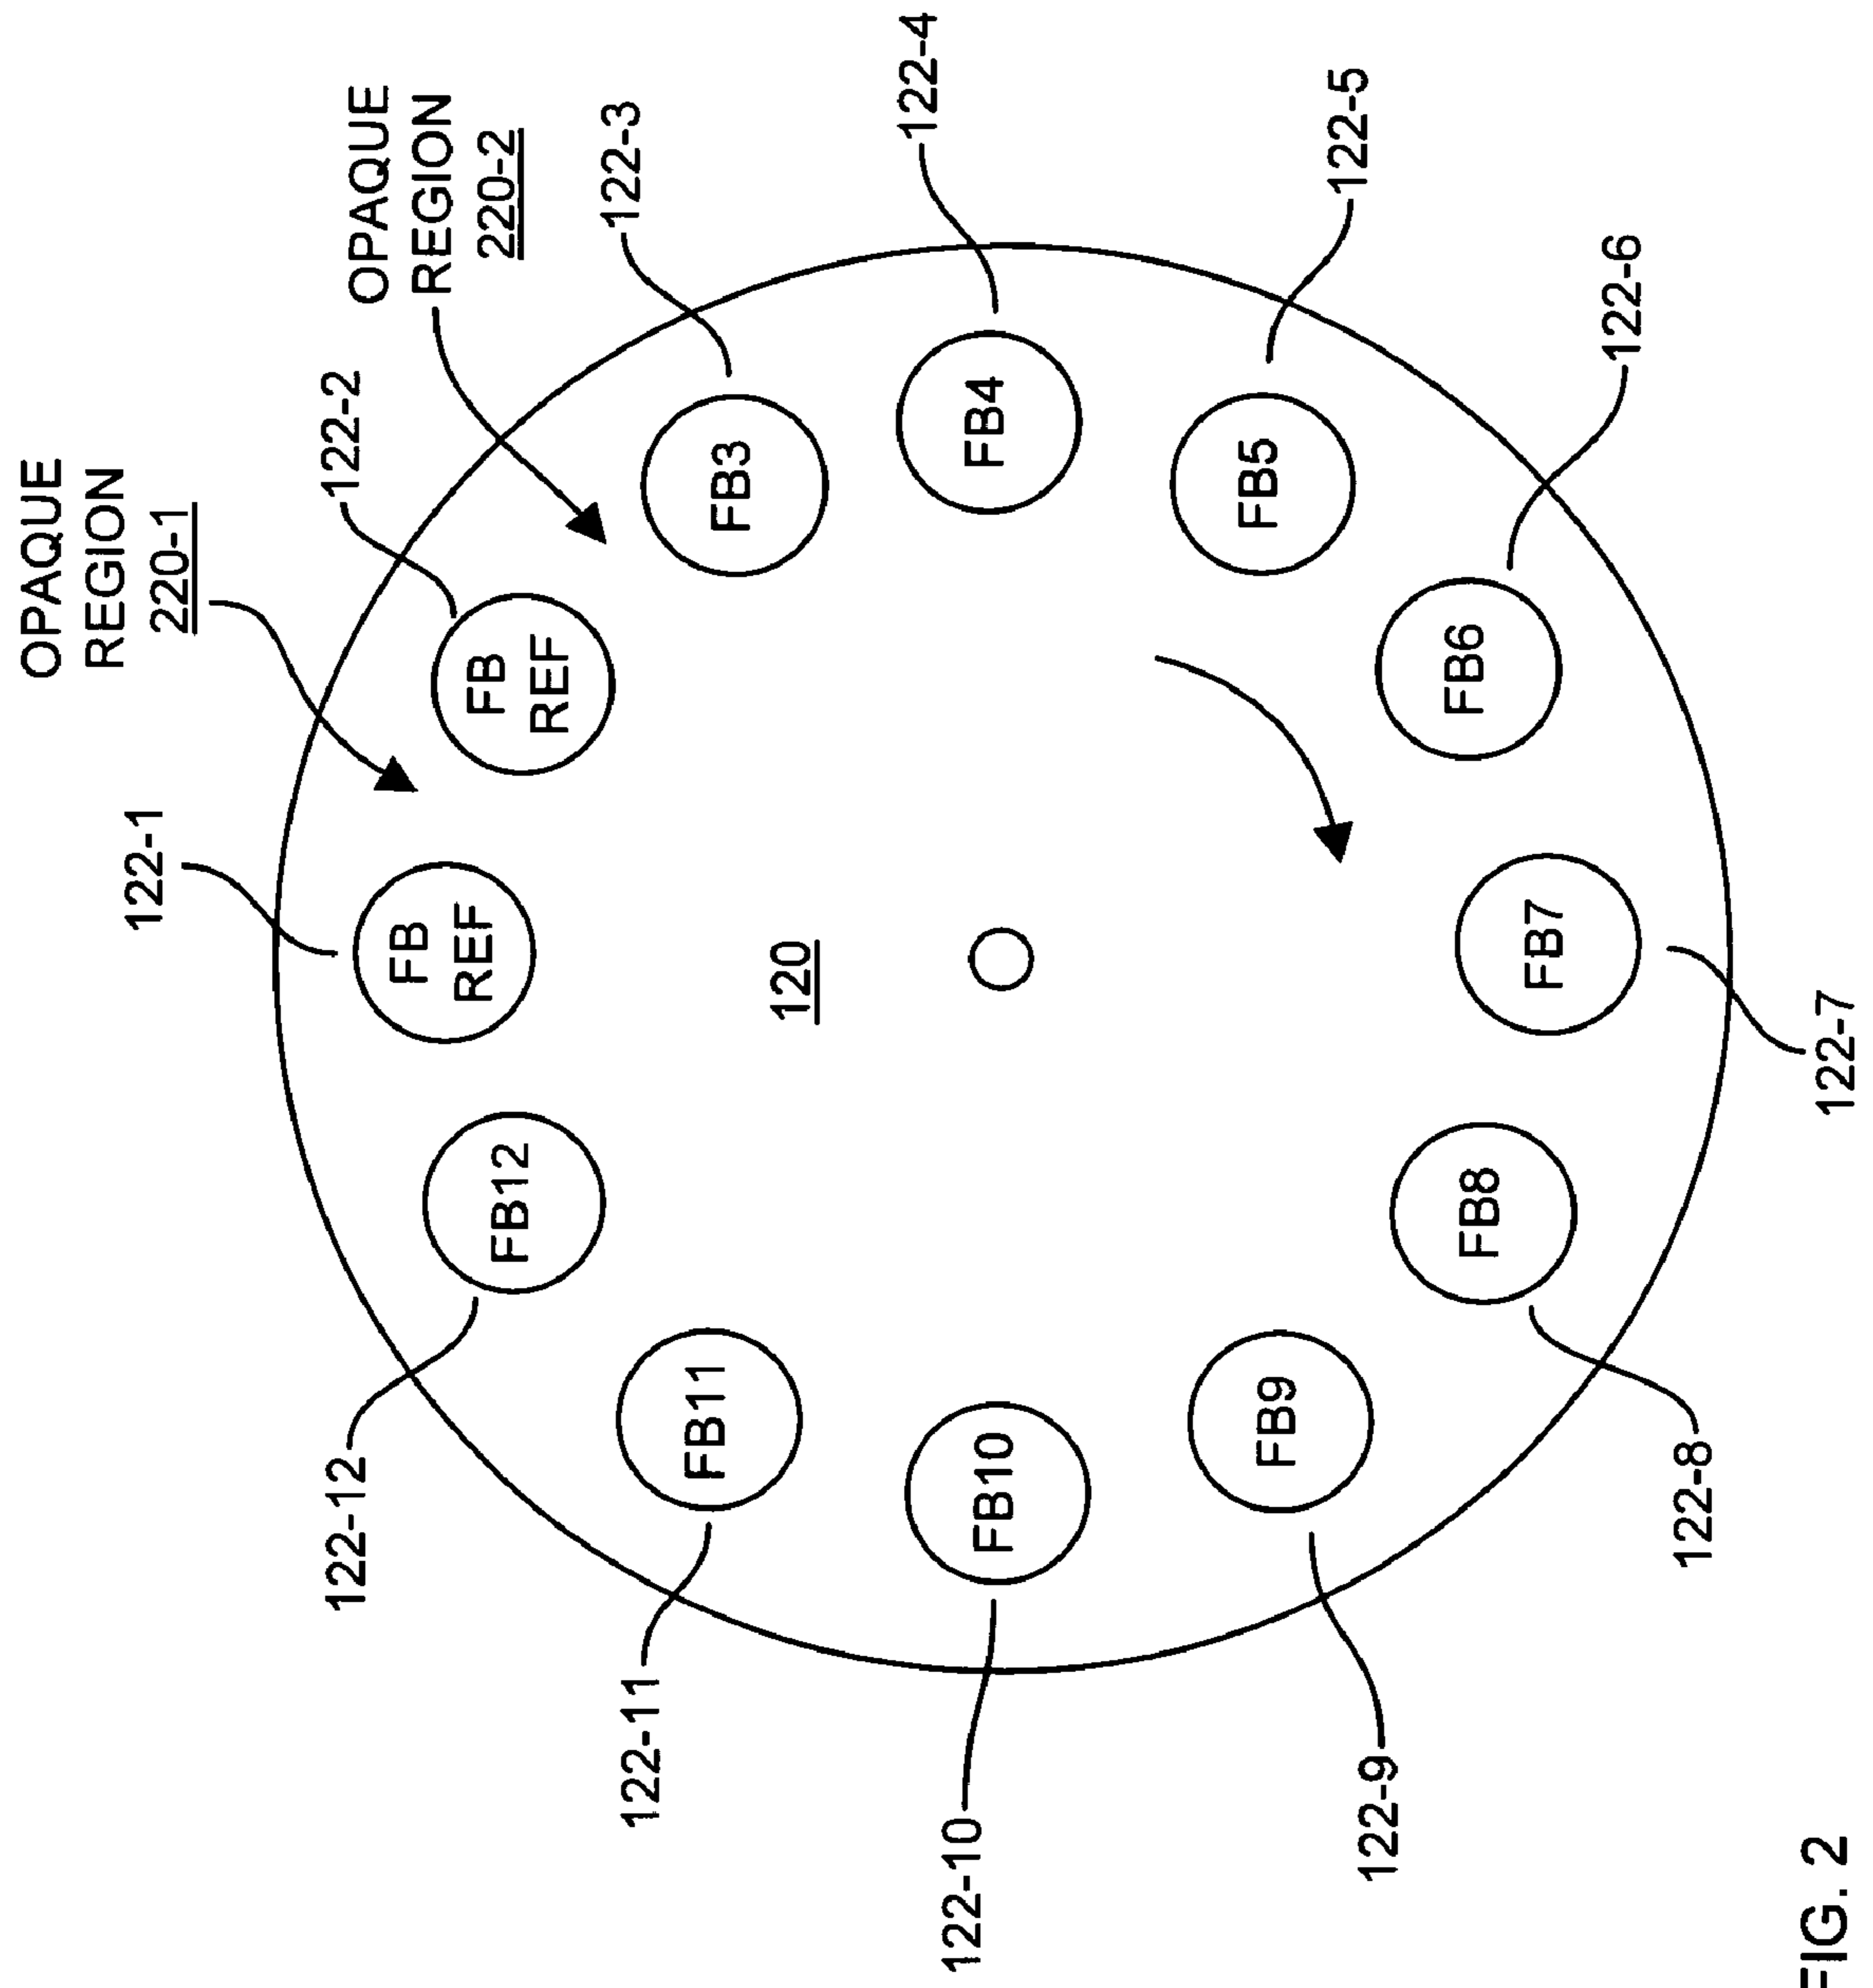 OPAQUE
REGION
220-1
OPAQUE
REGION
220-2
122-1
122-2
122-3
122-4
122-5
122-6
122-7
122-8
122-9
122-10
122-11
122-12
FB
REF
FB
REF
FB3
FB4
FB5
FB6
FB7
FB8
FB9
FB10
FB11
FB12
120
FIG. 2